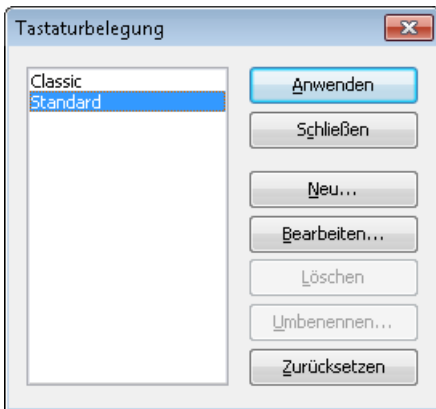 Tastaturbelegung
Classic
Standard
Anwenden
Schließen
Neu...
Bearbeiten...
Löschen
Umbenennen...
Zurücksetzen